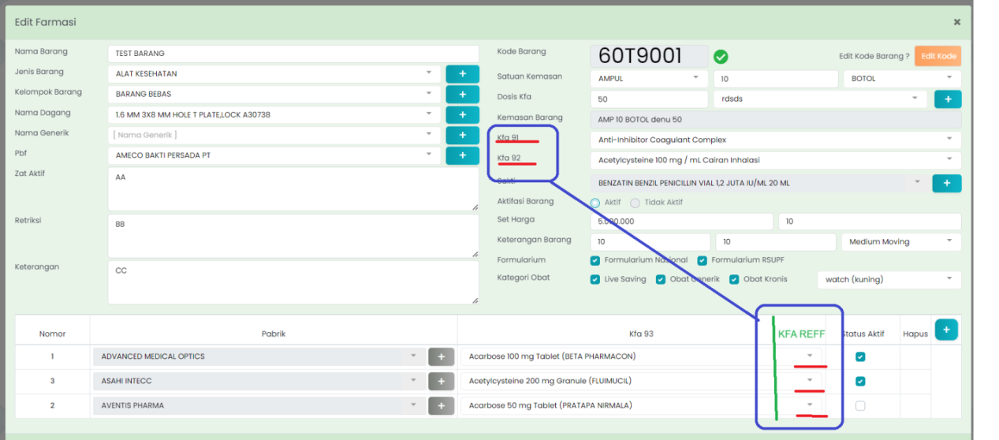 Edit Farmasi ×
Nama Barang TEST BARANG
Jenis Barang ALAT KESEHATAN +
Kelompok Barang BARANG BEBAS +
Nama Dagang 1.6 MM 3X8 MM HOLE T PLATE,LOCK A30738 +
Nama Generik [ Nama Generik ] +
Pbf AMECO BAKTI PERSADA PT +
Zat Aktif AA
Retriksi BB
Keterangan CC
Kode Barang 60T9001 Edit Kode Barang ? Edit Kode
Satuan Kemasan AMPUL 10 BOTOL
Dosis Kfa 50 rdsds +
Kemasan Barang AMP 10 BOTOL denu 50
Kfa 91 Anti-Inhibitor Coagulant Complex
Kfa 92 Acetylcysteine 100 mg / mL Cairan Inhalasi
Sakti BENZATIN BENZIL PENICILLIN VIAL 1,2 JUTA IU/ML 20 ML +
Aktifasi Barang Aktif Tidak Aktif
Set Harga 5.000.000 10
Keterangan Barang 10 10 Medium Moving
Formularium Formularium Nasional Formularium RSUPF
Kategori Obat Live Saving Obat Generik Obat Kronis watch (kuning)
Nomor Pabrik Kfa 93 KFA REFF Status Aktif Hapus +
1 ADVANCED MEDICAL OPTICS + Acarbose 100 mg Tablet (BETA PHARMACON)
3 ASAHI INTECC + Acetylcysteine 200 mg Granule (FLUIMUCIL)
2 AVENTIS PHARMA + Acarbose 50 mg Tablet (PRATAPA NIRMALA)